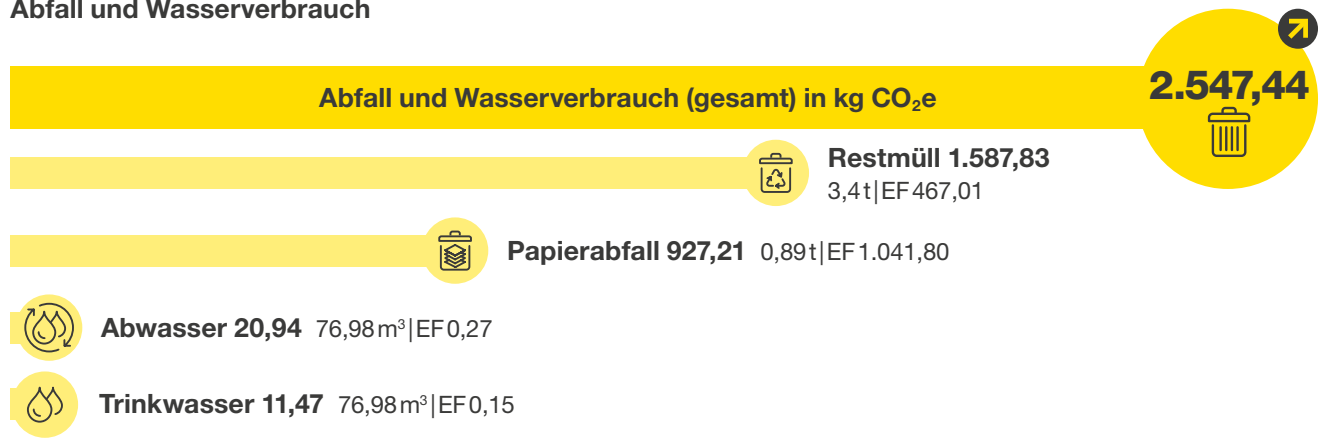 Abfall und Wasserverbrauch
Abfall und Wasserverbrauch (gesamt) in kg CO₂e
2.547,44
Restmüll 1.587,83
3,4 t|EF 467,01
Papierabfall 927,21 0,89 t|EF 1.041,80
Abwasser 20,94 76,98 m³|EF 0,27
Trinkwasser 11,47 76,98 m³|EF 0,15